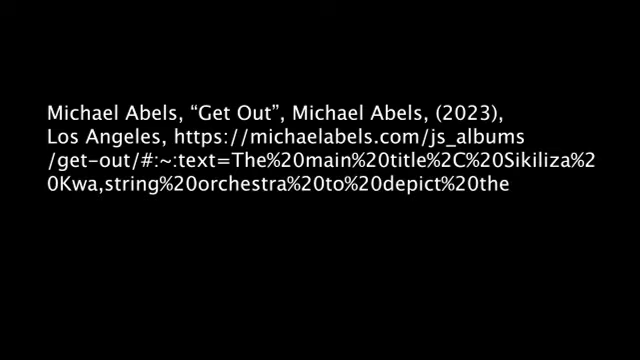 Michael Abels, “Get Out”, Michael Abels, (2023),
Los Angeles, https://michaelabels.com/js_albums
/get-out/#:~:text=The%20main%20title%2C%20Sikiliza%2
0Kwa,string%20orchestra%20to%20depict%20the